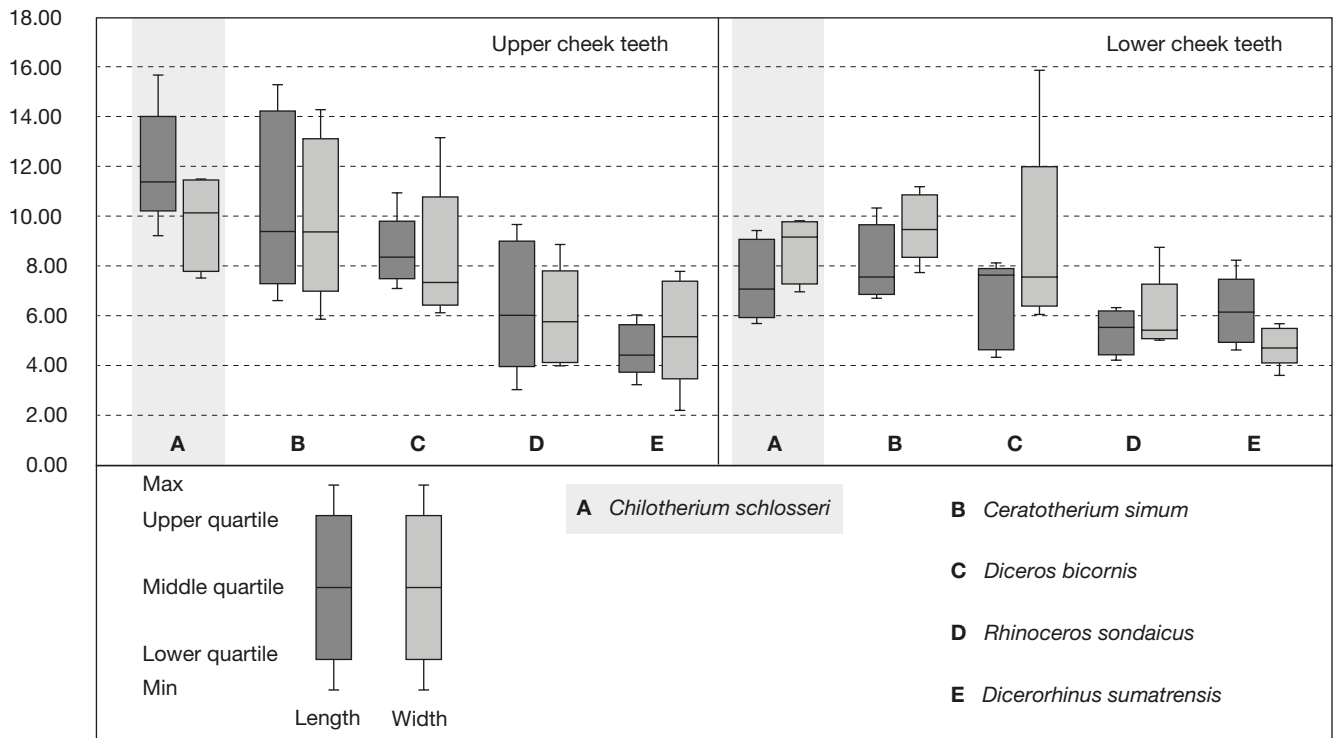 18.00
Upper cheek teeth
Lower cheek teeth
16.00
14.00
12.00
10.00
8.00
6.00
4.00
2.00
0.00
A B C D E A B C D E
Max
Upper quartile
Middle quartile
Lower quartile
Min
Length Width
A Chilotherium schlosseri
B Ceratotherium simum
C Diceros bicornis
D Rhinoceros sondaicus
E Dicerorhinus sumatrensis